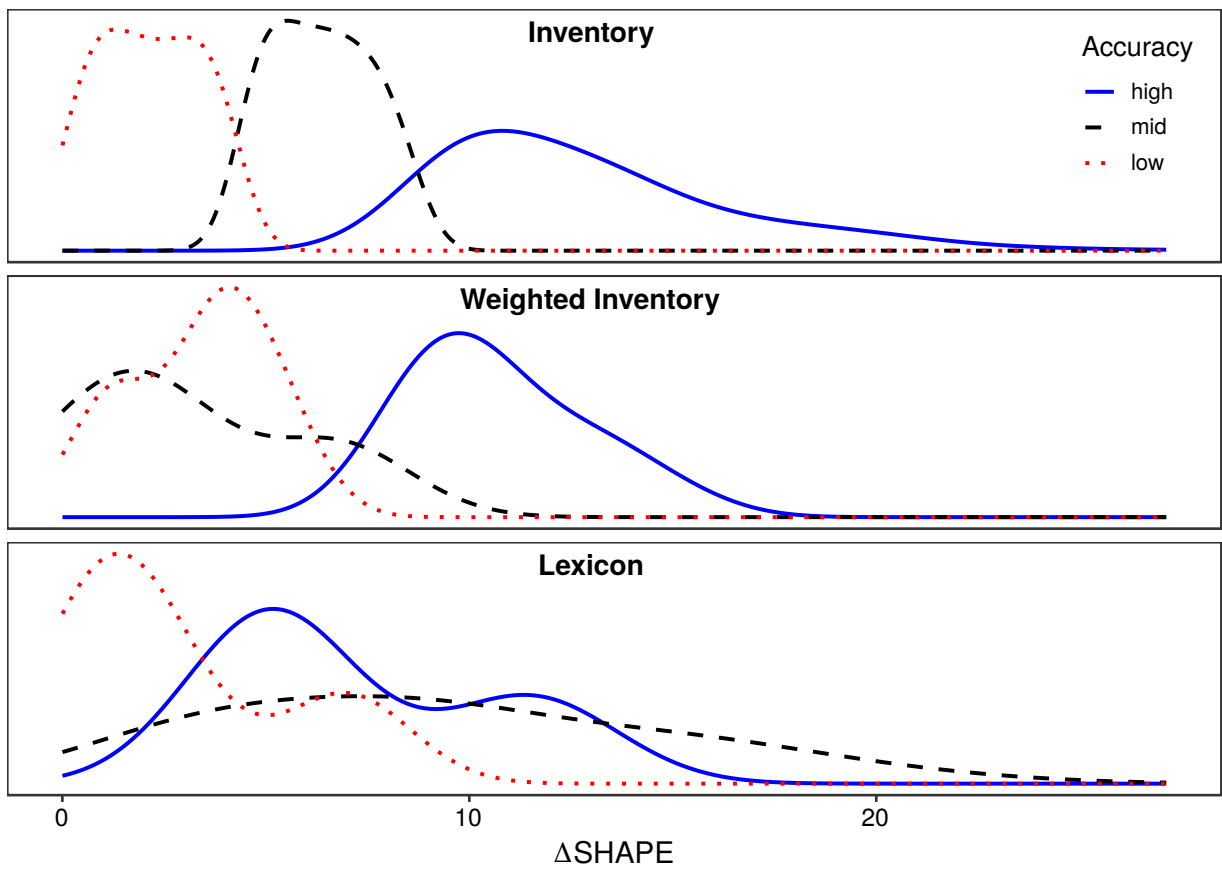 Inventory
Accuracy
high
mid
low
Weighted Inventory
Lexicon
0 10 20
ΔSHAPE